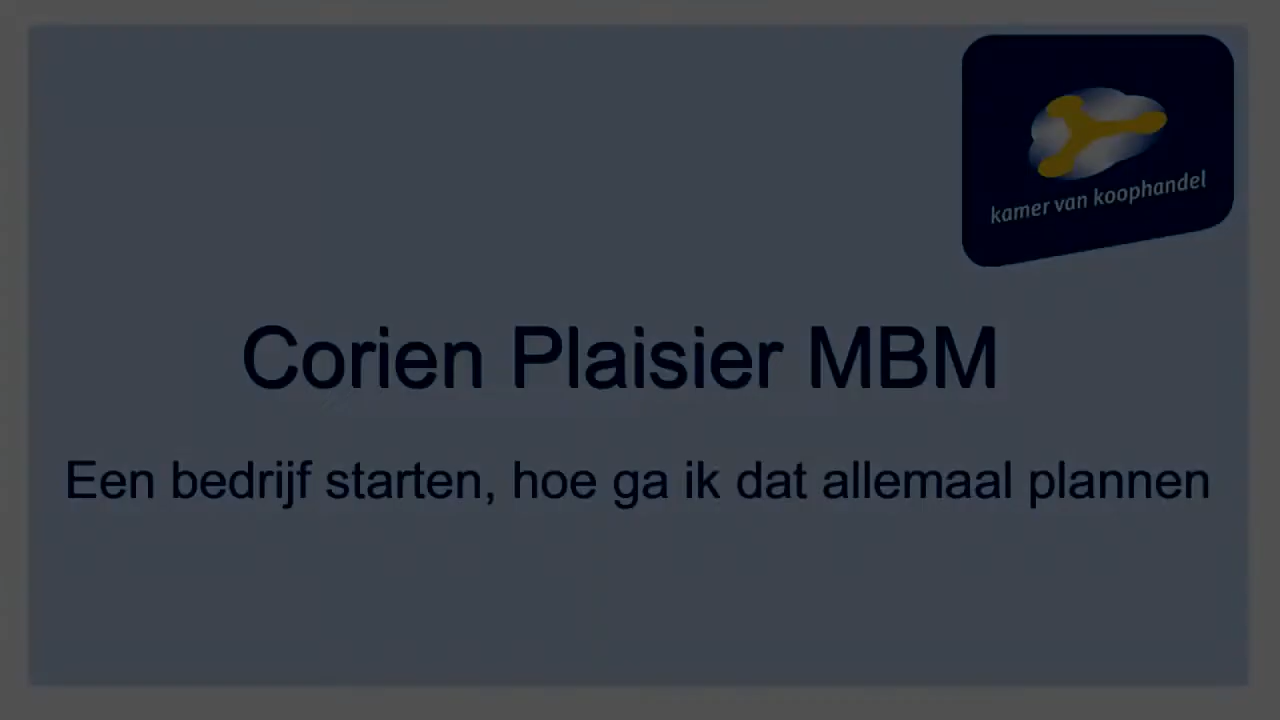 kamer van koophandel
Corien Plaisier MBM
Een bedrijf starten, hoe ga ik dat allemaal plannen